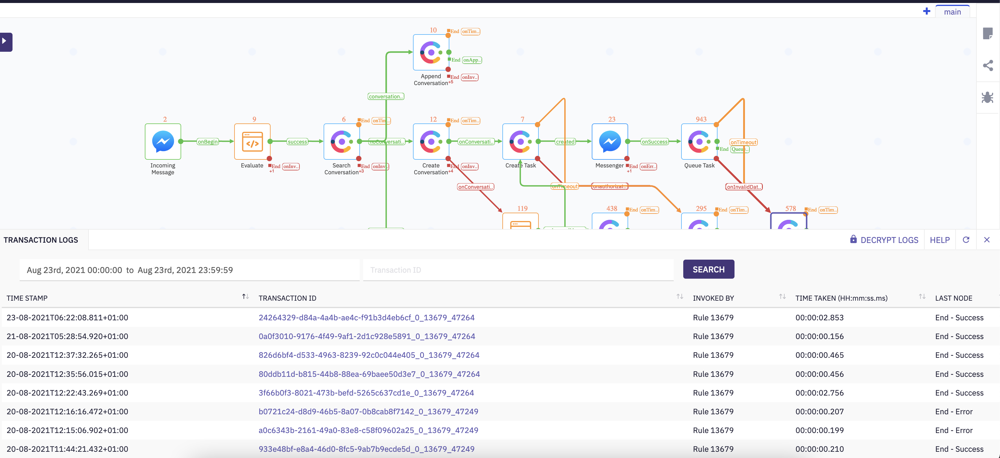 main
10
End onTim..
End onApp..
Append
Conversation
End onInv..
+5
conversation..
2
Incoming
Message
onBegin
9
Evaluate
End onInv..
+1
success
6
End
Search
Conversation
End onInv..
+3
noConversati..
12
End onTim..
Create
Conversation
End onInv..
+4
onConversati..
onConversati..
7
Create Task
created
onTimeout
onauthorizat..
23
Messenger
End onErr..
+1
onSuccess
943
End Queue..
Queue Task
onTimeout
onInvalidDat..
119
438
End onTim..
295
End onTim..
578
End onTim..
TRANSACTION LOGS
DECRYPT LOGS HELP
Aug 23rd, 2021 00:00:00 to Aug 23rd, 2021 23:59:59
Transaction ID
SEARCH
TIME STAMP TRANSACTION ID INVOKED BY TIME TAKEN (HH:mm:ss.ms) LAST NODE
23-08-2021T06:22:08.811+01:00 24264329-d84a-4a4b-ae4c-f91b3d4eb6cf_0_13679_47264 Rule 13679 00:00:02.853 End - Success
21-08-2021T05:28:54.920+01:00 0a0f3010-9176-4f49-9af1-2d1c928e5891_0_13679_47264 Rule 13679 00:00:00.156 End - Success
20-08-2021T12:37:32.265+01:00 826d6bf4-d533-4963-8239-92c0c044e405_0_13679_47264 Rule 13679 00:00:00.465 End - Success
20-08-2021T12:35:56.015+01:00 80ddb11d-b815-44b8-88ea-69baee50d3e7_0_13679_47264 Rule 13679 00:00:00.456 End - Success
20-08-2021T12:22:43.269+01:00 3f66b0f3-8021-473b-befd-5265c637cd1e_0_13679_47264 Rule 13679 00:00:02.756 End - Success
20-08-2021T12:16:16.472+01:00 b0721c24-d8d9-46b5-8a07-0b8cab8f7142_0_13679_47249 Rule 13679 00:00:00.207 End - Error
20-08-2021T12:15:06.902+01:00 a0c6343b-2161-49a0-83e8-c58f09602a25_0_13679_47249 Rule 13679 00:00:00.199 End - Error
20-08-2021T11:44:21.432+01:00 933e48bf-e8a4-46d0-8fc5-9ab7b9ecde5d_0_13679_47249 Rule 13679 00:00:00.210 End - Success